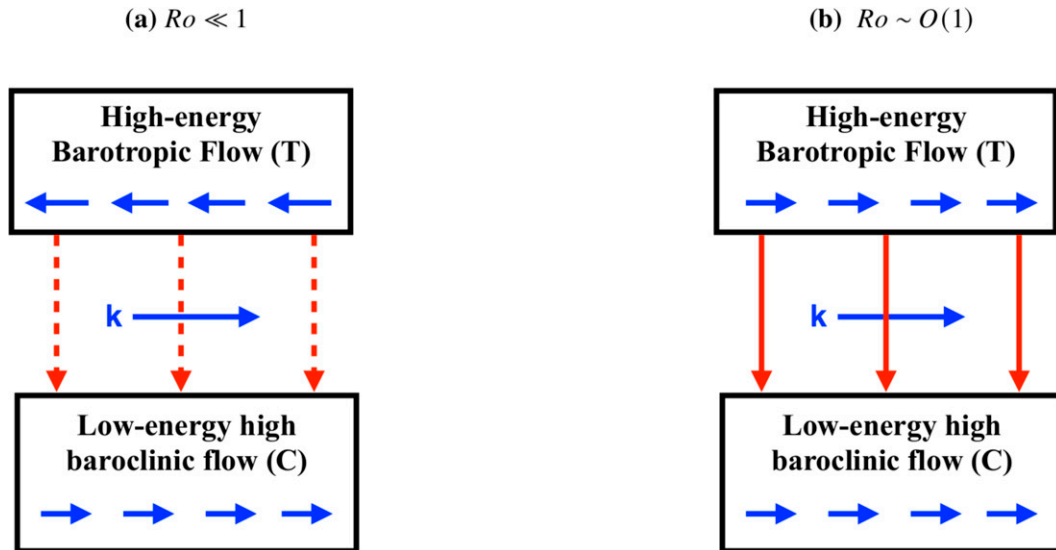 (a) Ro ≪ 1
High-energy
Barotropic Flow (T)
k
Low-energy high
baroclinic flow (C)
(b) Ro ∼ O(1)
High-energy
Barotropic Flow (T)
k
Low-energy high
baroclinic flow (C)